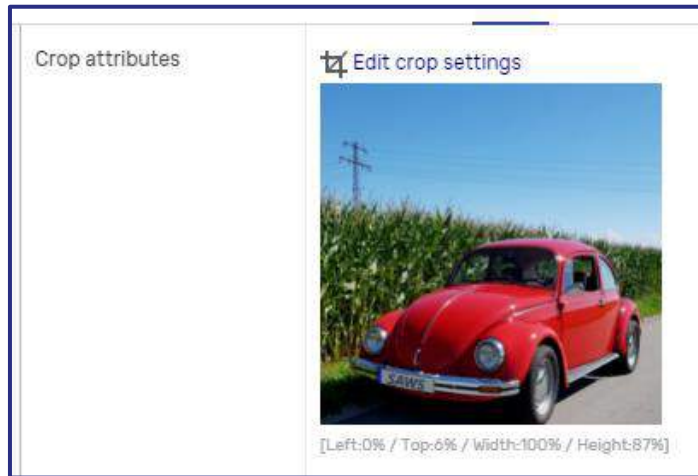 Crop attributes
Edit crop settings
SAWS
[Left:0% / Top:6% / Width:100% / Height:87%]